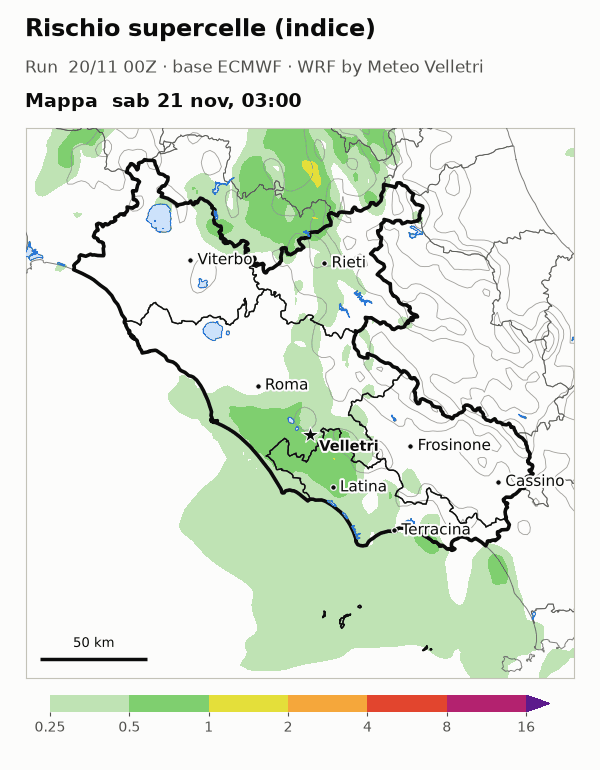 Rischio supercelle (indice)
Run  20/11 00Z · base ECMWF · WRF by Meteo Velletri
Mappa  sab 21 nov, 03:00
Viterbo
Rieti
Roma
Velletri
Frosinone
Latina
Cassino
Terracina
50 km
0.25 0.5 1 2 4 8 16